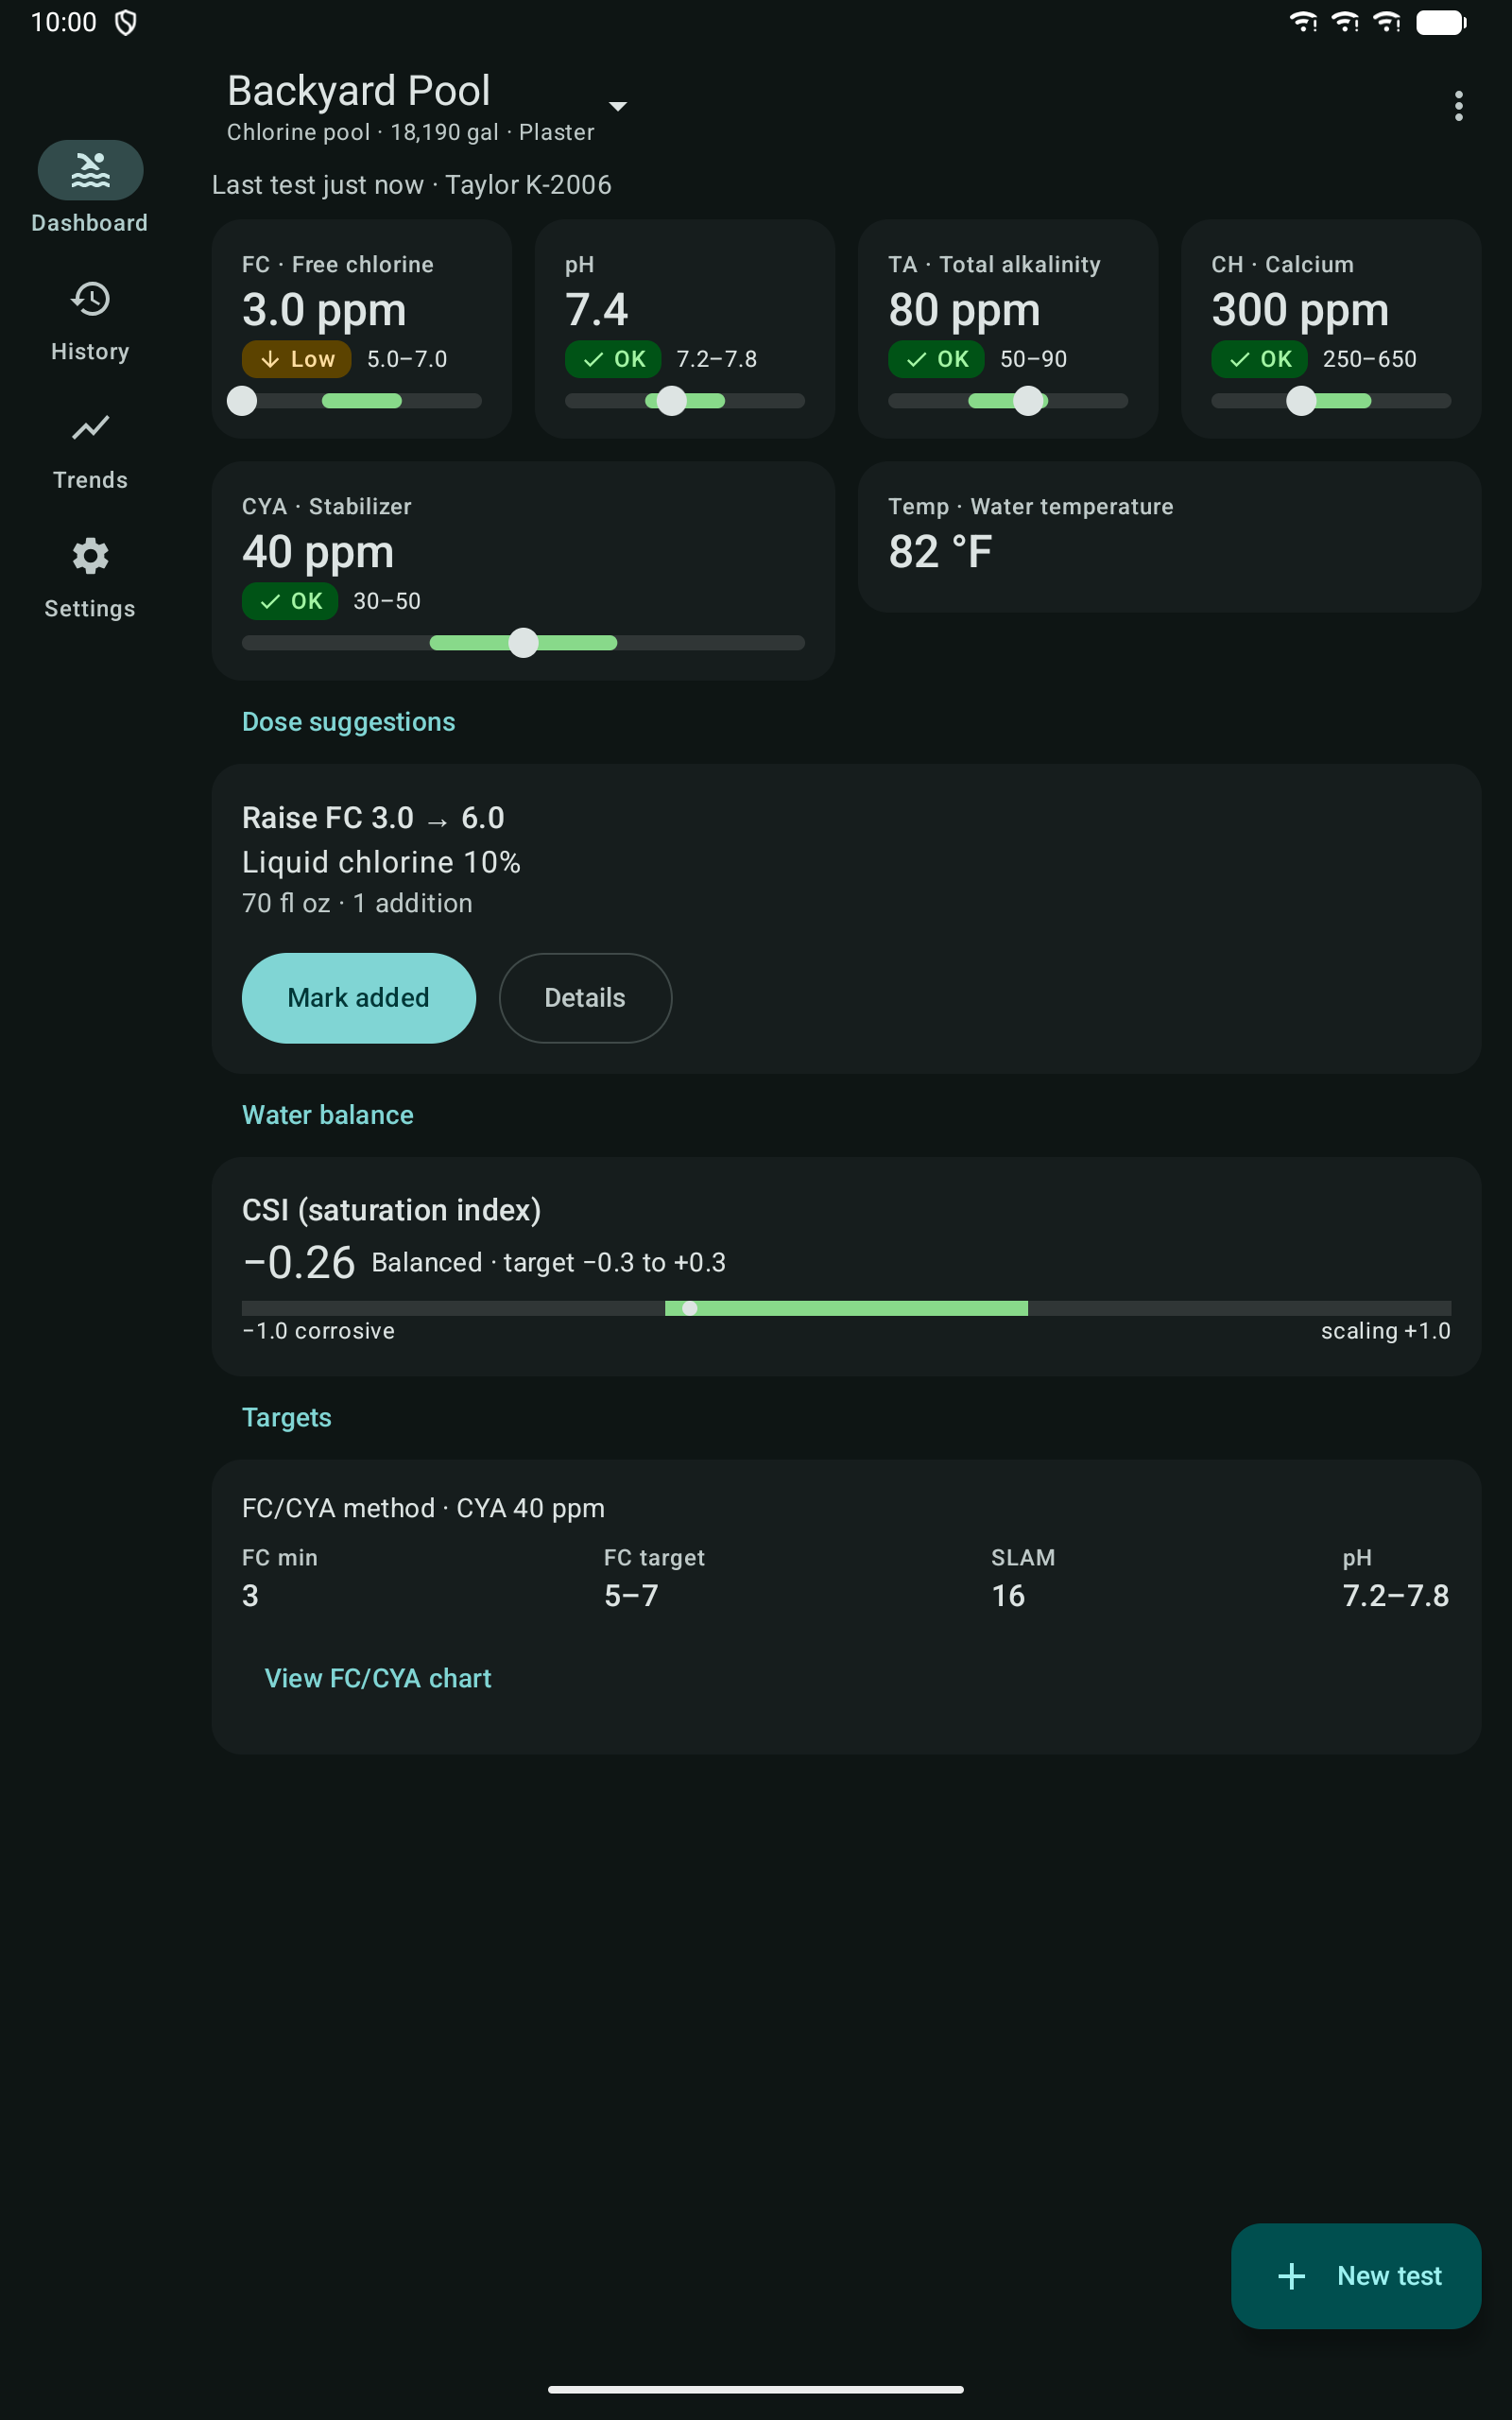 10:00
Backyard Pool
Chlorine pool · 18,190 gal · Plaster
Dashboard
History
Trends
Settings
Last test just now · Taylor K-2006
FC · Free chlorine
3.0 ppm
Low 5.0–7.0
pH
7.4
OK 7.2–7.8
TA · Total alkalinity
80 ppm
OK 50–90
CH · Calcium
300 ppm
OK 250–650
CYA · Stabilizer
40 ppm
OK 30–50
Temp · Water temperature
82 °F
Dose suggestions
Raise FC 3.0 → 6.0
Liquid chlorine 10%
70 fl oz · 1 addition
Mark added Details
Water balance
CSI (saturation index)
−0.26 Balanced · target −0.3 to +0.3
−1.0 corrosive scaling +1.0
Targets
FC/CYA method · CYA 40 ppm
FC min FC target SLAM pH
3 5–7 16 7.2–7.8
View FC/CYA chart
New test